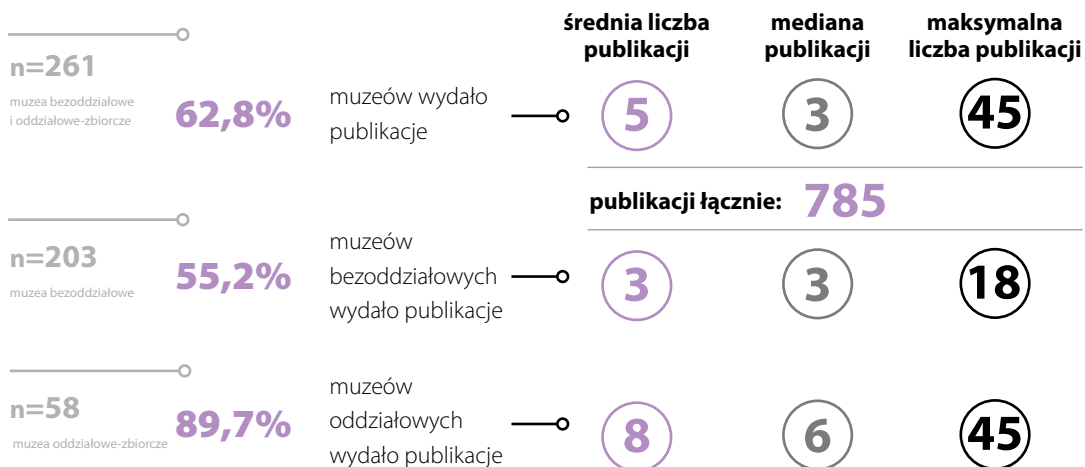 średnia liczba
publikacji
mediana
publikacji
maksymalna
liczba publikacji
n=261
muzea bezoddziałowe
i oddziałowe-zbiorcze
62,8%
muzeów wydało
publikacje
5
3
45
publikacji łącznie: 785
n=203
muzea bezoddziałowe
55,2%
muzeów
bezoddziałowych
wydało publikacje
3
3
18
n=58
muzea oddziałowe-zbiorcze
89,7%
muzeów
oddziałowych
wydało publikacje
8
6
45